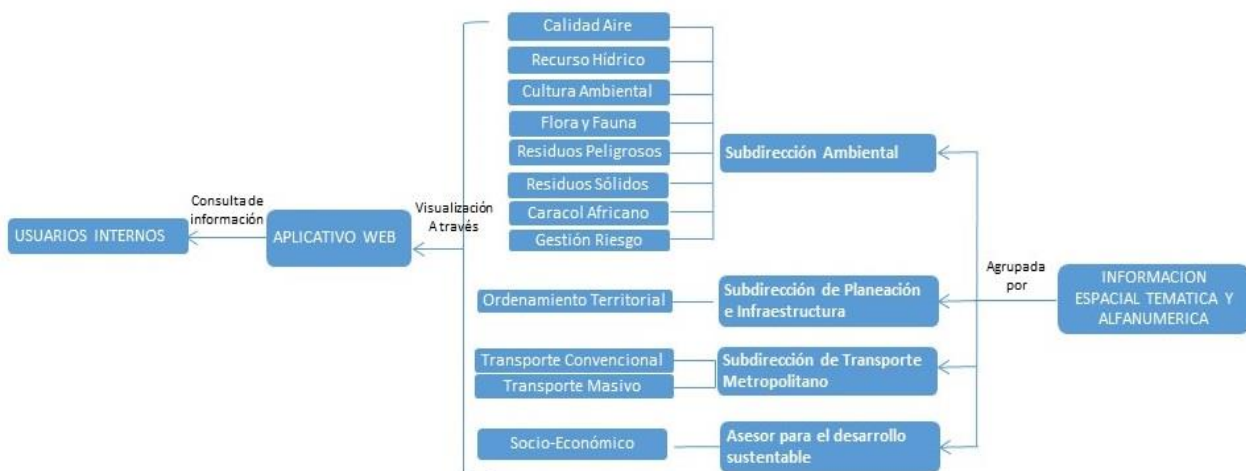 Calidad Aire
Recurso Hídrico
Cultura Ambiental
Flora y Fauna
Residuos Peligrosos
Residuos Sólidos
Caracol Africano
Gestión Riesgo
Subdirección Ambiental
Consulta de
información
Visualización
A través
USUARIOS INTERNOS
APLICATIVO WEB
Agrupada
por
INFORMACION
ESPACIAL TEMATICA Y
ALFANUMERICA
Ordenamiento Territorial
Subdirección de Planeación
e Infraestructura
Transporte Convencional
Transporte Masivo
Subdirección de Transporte
Metropolitano
Socio-Económico
Asesor para el desarrollo
sustentable